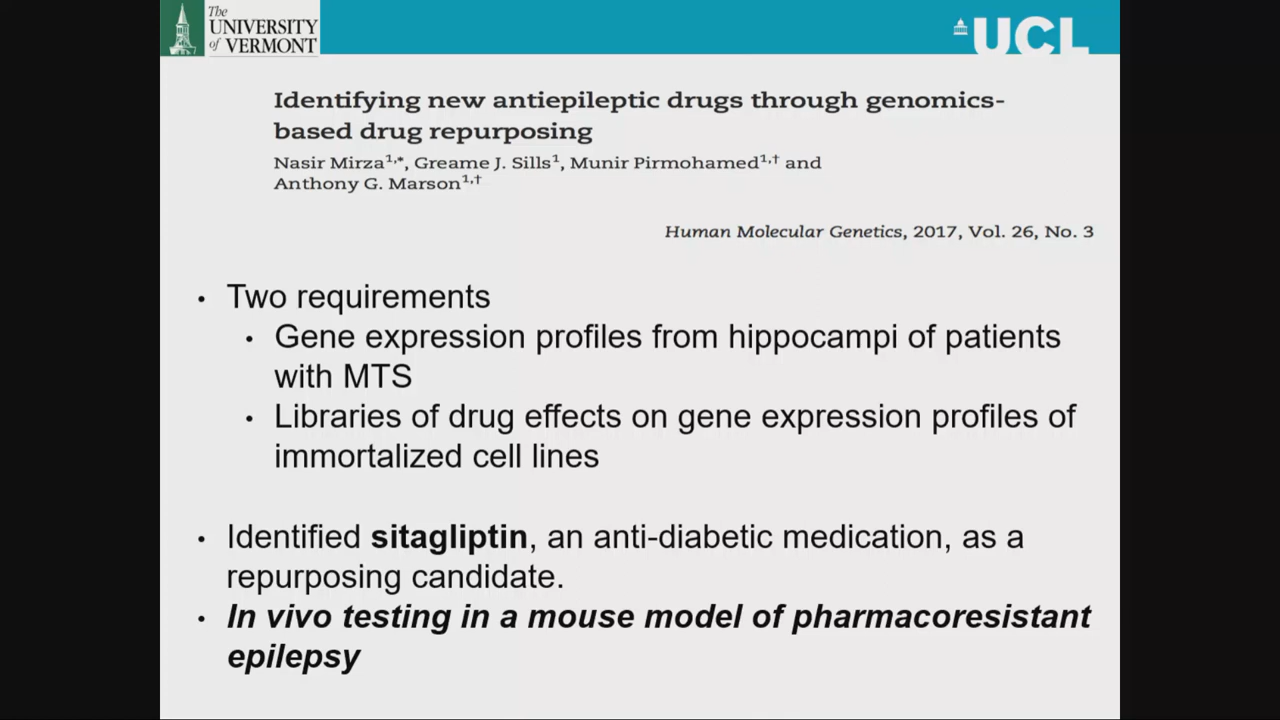 The
UNIVERSITY
of VERMONT
UCL
Identifying new antiepileptic drugs through genomics-
based drug repurposing
Nasir Mirza1,*, Greame J. Sills1, Munir Pirmohamed1,† and
Anthony G. Marson1,†
Human Molecular Genetics, 2017, Vol. 26, No. 3
• Two requirements
• Gene expression profiles from hippocampi of patients
with MTS
• Libraries of drug effects on gene expression profiles of
immortalized cell lines
• Identified sitagliptin, an anti-diabetic medication, as a
repurposing candidate.
• In vivo testing in a mouse model of pharmacoresistant
epilepsy